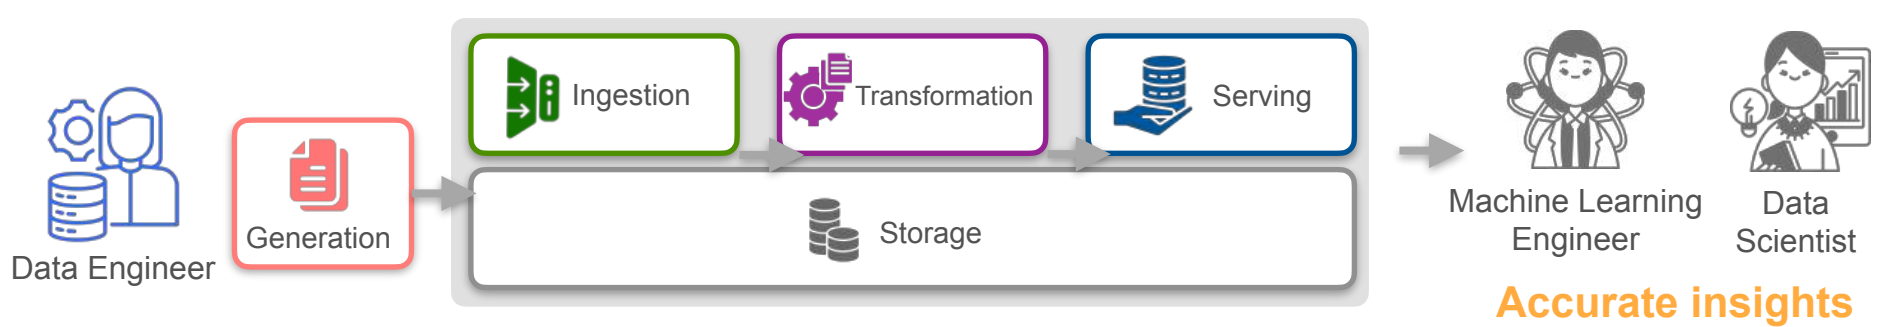 Data Engineer
Generation
Ingestion
Transformation
Serving
Storage
Machine Learning
Engineer
Data
Scientist
Accurate insights